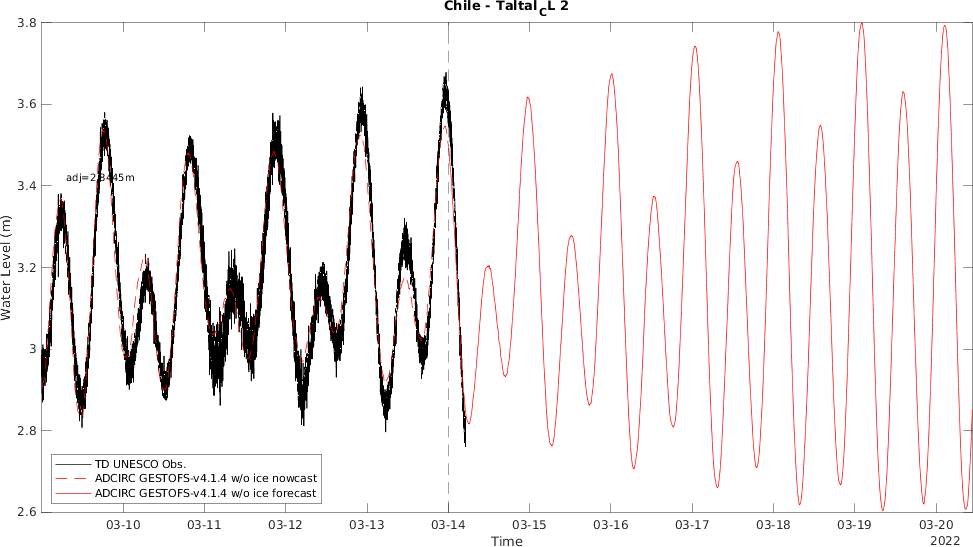 Chile - Taltal_CL 2
3.8
3.6
3.4
3.2
3
2.8
2.6
Water Level (m)
adj=2.8445m
TD UNESCO Obs.
ADCIRC GESTOFS-v4.1.4 w/o ice nowcast
ADCIRC GESTOFS-v4.1.4 w/o ice forecast
03-10 03-11 03-12 03-13 03-14 03-15 03-16 03-17 03-18 03-19 03-20
Time
2022